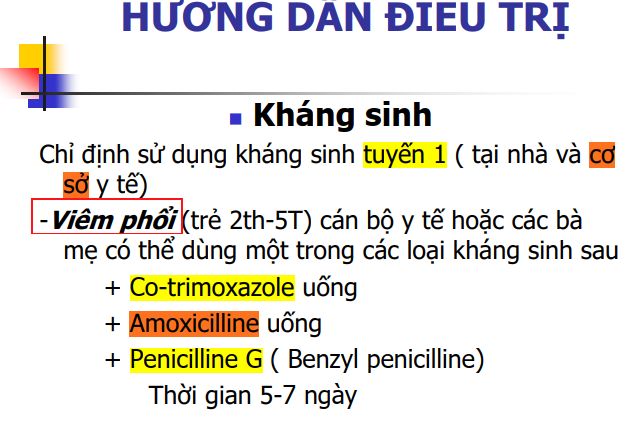 HƯỚNG DẪN ĐIỀU TRỊ
Kháng sinh
Chỉ định sử dụng kháng sinh tuyến 1 ( tại nhà và cơ
sở y tế)
-Viêm phổi (trẻ 2th-5T) cán bộ y tế hoặc các bà
mẹ có thể dùng một trong các loại kháng sinh sau
+ Co-trimoxazole uống
+ Amoxicilline uống
+ Penicilline G ( Benzyl penicilline)
Thời gian 5-7 ngày